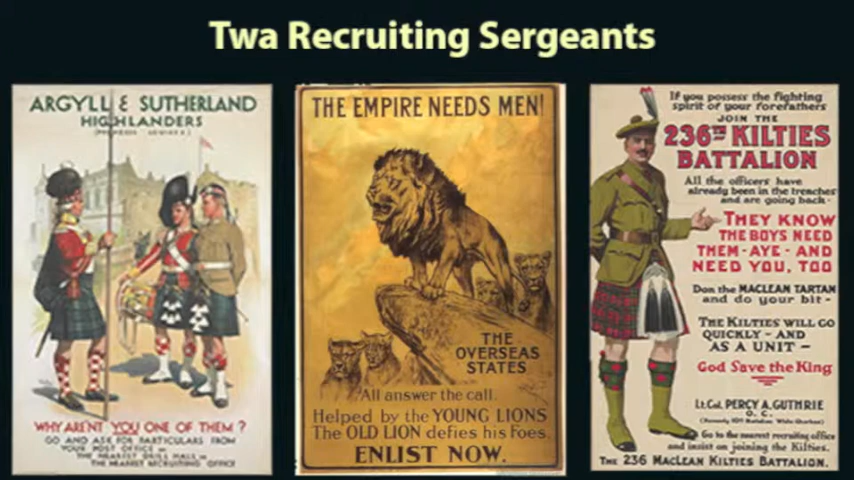 Twa Recruiting Sergeants
ARGYLL & SUTHERLAND
HIGHLANDERS
WHY AREN'T YOU ONE OF THEM?
GO AND ASK FOR PARTICULARS FROM
YOUR POST OFFICE OR
THE NEAREST DRILL HALL OR
THE NEAREST RECRUITING OFFICE
THE EMPIRE NEEDS MEN!
THE
OVERSEAS
STATES
All answer the call.
Helped by the YOUNG LIONS
The OLD LION defies his Foes.
ENLIST NOW.
If you possess the fighting
spirit of your forefathers
JOIN THE
236TH KILTIES
BATTALION
All the officers have
already been in the trenches
and are going back-
THEY KNOW
THE BOYS NEED
THEM-AYE-AND
NEED YOU, TOO
Don the MACLEAN TARTAN
and do your bit-
THE KILTIES WILL GO
QUICKLY-AND
AS A UNIT-
God Save the King
Lt. Col. PERCY A. GUTHRIE
O. C.
Go to the nearest recruiting office
and insist on joining the Kilties.
THE 236 MACLEAN KILTIES BATTALION.